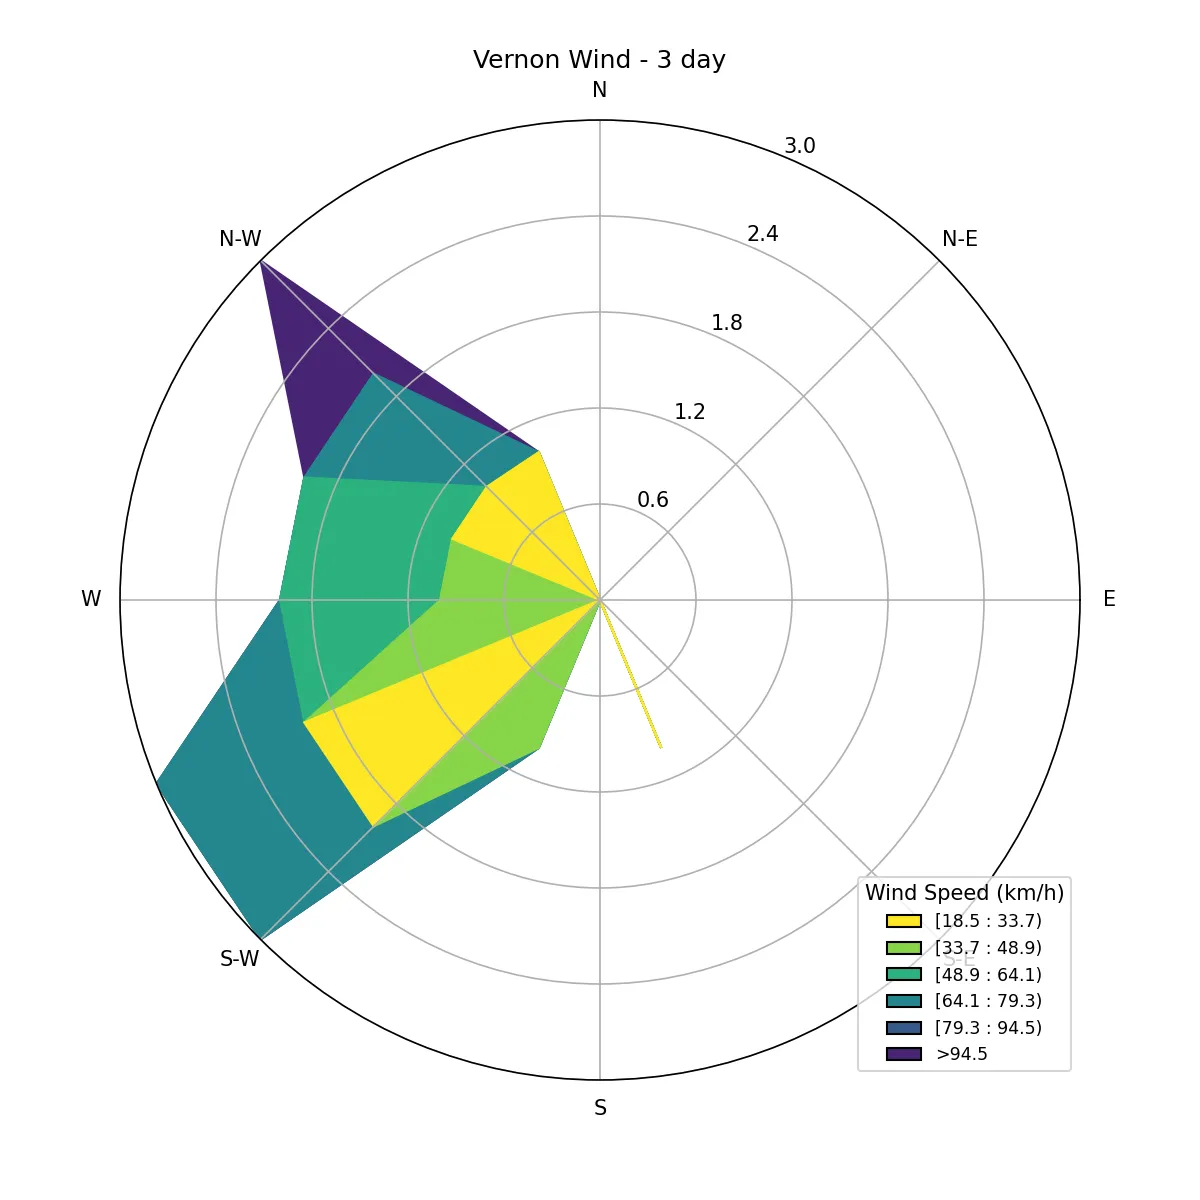 Vernon Wind - 3 day
N
3.0
N-W
2.4
N-E
1.8
1.2
0.6
W
E
Wind Speed (km/h)
[18.5 : 33.7)
[33.7 : 48.9)
S-W
S-E
[48.9 : 64.1)
[64.1 : 79.3)
[79.3 : 94.5)
>94.5
S